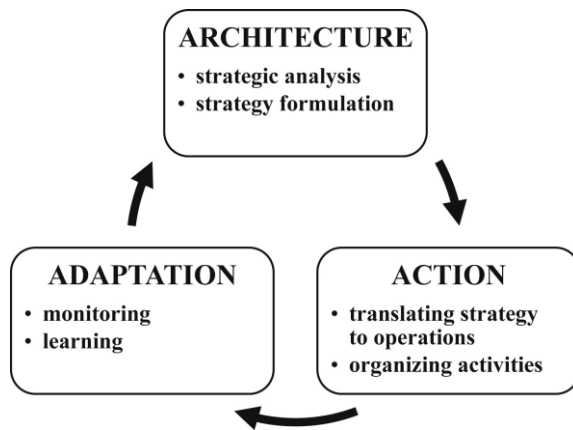 ARCHITECTURE
• strategic analysis
• strategy formulation
ADAPTATION
• monitoring
• learning
ACTION
• translating strategy
to operations
• organizing activities